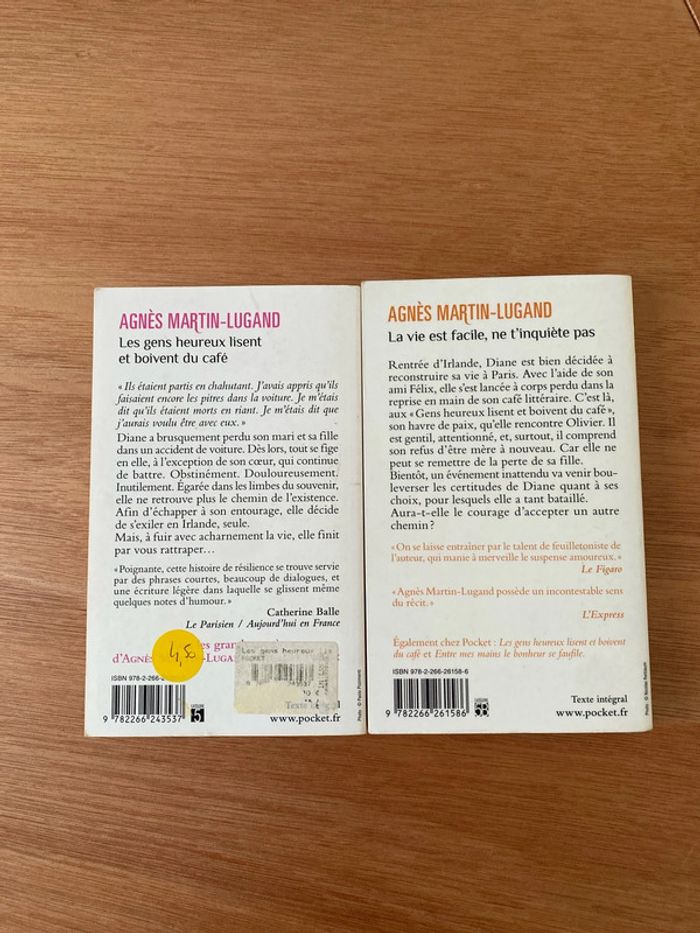 AGNÈS MARTIN-LUGAND
Les gens heureux lisent
et boivent du café
« Ils étaient partis en chahutant. J'avais appris qu'ils
faisaient encore les pitres dans la voiture. Je m'étais
dit qu'ils étaient morts en riant. Je m'étais dit que
j'aurais voulu être avec eux. »
Diane a brusquement perdu son mari et sa fille
dans un accident de voiture. Dès lors, tout se fige
en elle, à l'exception de son cœur, qui continue
de battre. Obstinément. Douloureusement.
Inutilement. Égarée dans les limbes du souvenir,
elle ne retrouve plus le chemin de l'existence.
Afin d'échapper à son entourage, elle décide
de s'exiler en Irlande, seule.
Mais, à fuir avec acharnement la vie, elle finit
par vous rattraper…
« Poignante, cette histoire de résilience se trouve servie
par des phrases courtes, beaucoup de dialogues, et
une écriture légère dans laquelle se glissent même
quelques notes d'humour. »
Catherine Balle
Le Parisien / Aujourd'hui en France
d'AGNÈS M
-LUGAN
4,50
Les gens heureux lis
POCKET
ISBN 978-2-266-2
9 782266 243537
Texte intégral
www.pocket.fr
AGNÈS MARTIN-LUGAND
La vie est facile, ne t'inquiète pas
Rentrée d'Irlande, Diane est bien décidée à
reconstruire sa vie à Paris. Avec l'aide de son
ami Félix, elle s'est lancée à corps perdu dans la
reprise en main de son café littéraire. C'est là,
aux « Gens heureux lisent et boivent du café »,
son havre de paix, qu'elle rencontre Olivier. Il
est gentil, attentionné, et, surtout, il comprend
son refus d'être mère à nouveau. Car elle ne
peut se remettre de la perte de sa fille.
Bientôt, un événement inattendu va venir bou-
leverser les certitudes de Diane quant à ses
choix, pour lesquels elle a tant bataillé.
Aura-t-elle le courage d'accepter un autre
chemin ?
« On se laisse entraîner par le talent de feuilletoniste de
l'auteur, qui manie à merveille le suspense amoureux. »
Le Figaro
« Agnès Martin-Lugand possède un incontestable sens
du récit. »
L'Express
Également chez Pocket : Les gens heureux lisent et boivent
du café et Entre mes mains le bonheur se faufile.
ISBN 978-2-266-26158-6
9 782266 261586
Texte intégral
www.pocket.fr